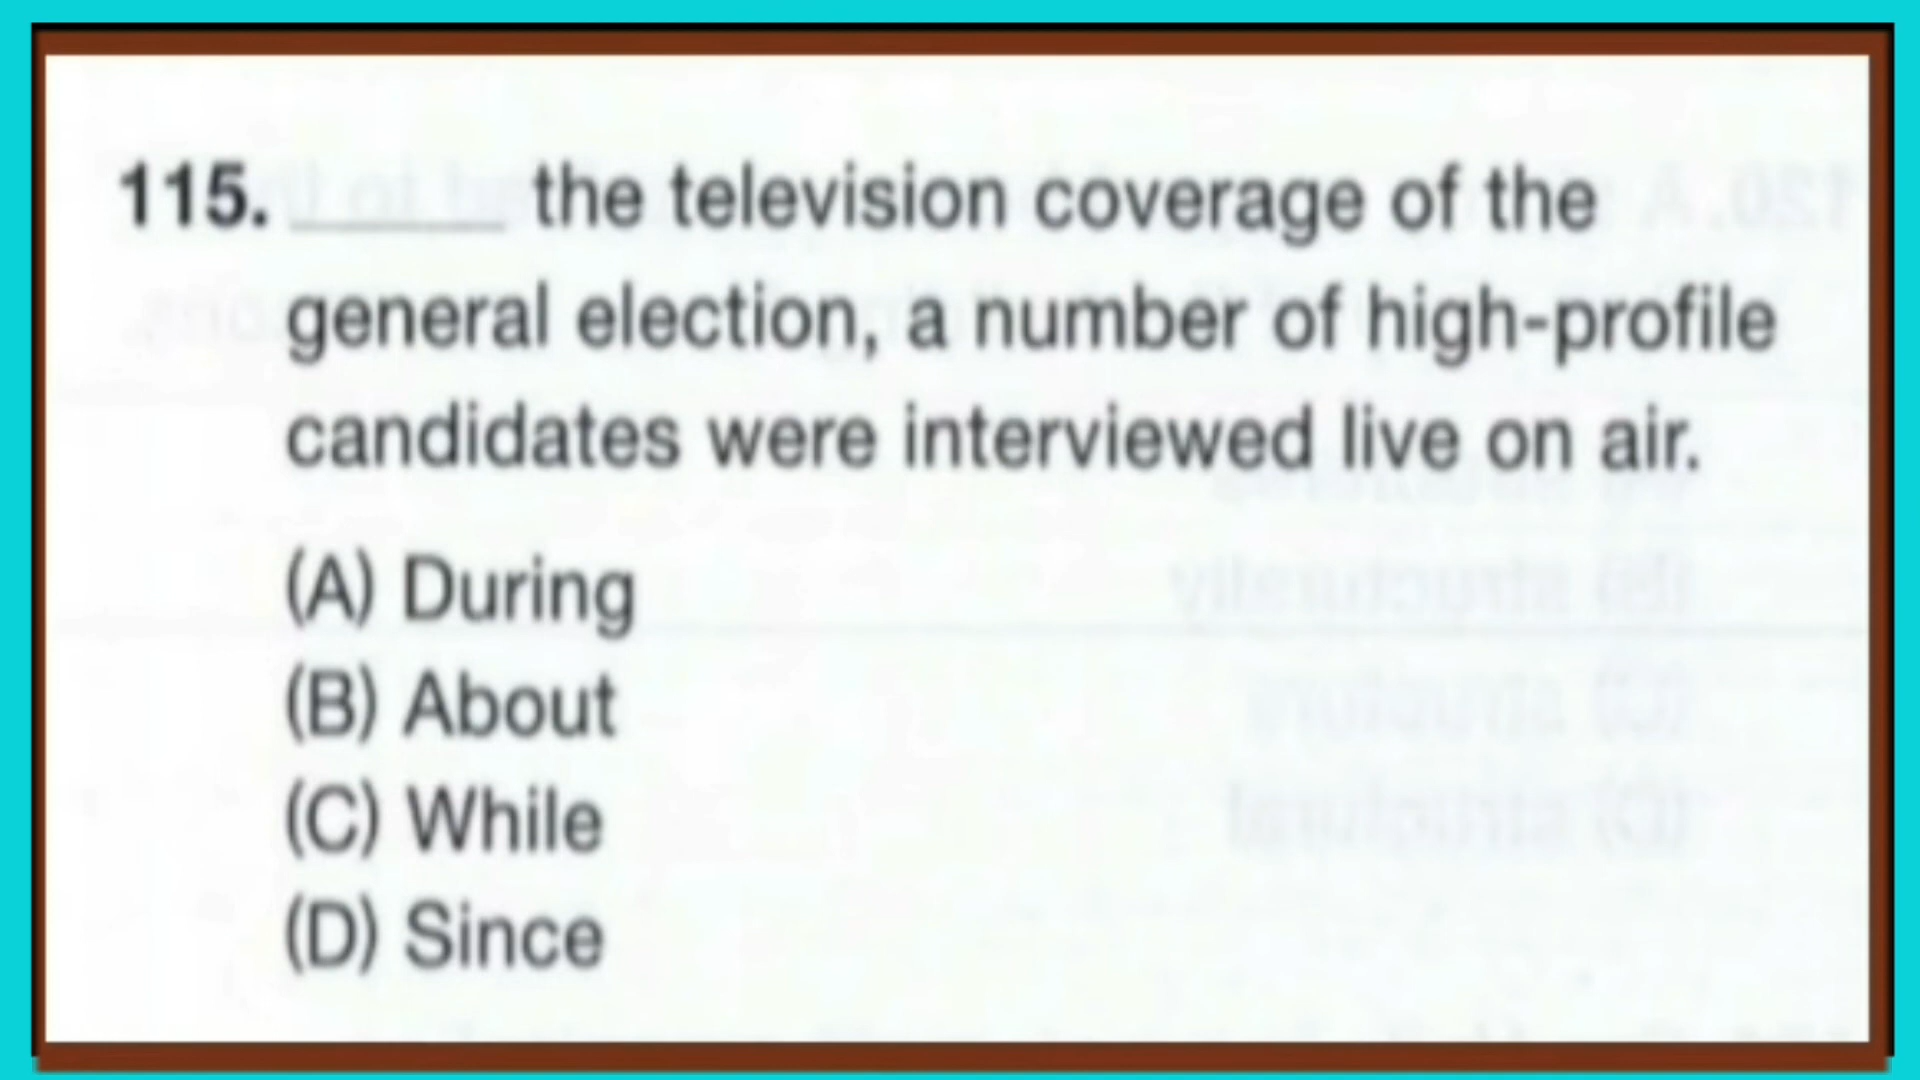 115. _____ the television coverage of the
general election, a number of high-profile
candidates were interviewed live on air.
(A) During
(B) About
(C) While
(D) Since